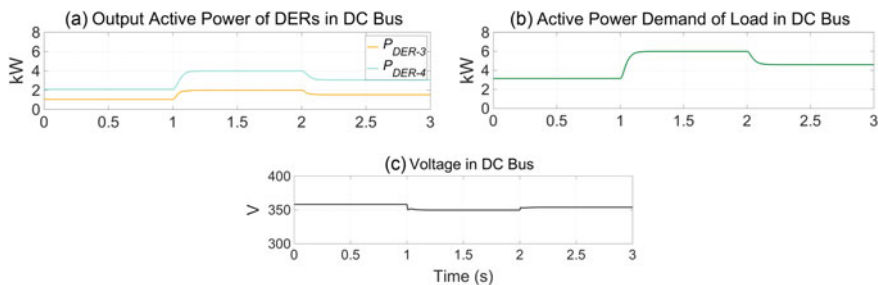 (a) Output Active Power of DERs in DC Bus
8
6
4
2
0
kW
P_DER-3
P_DER-4
0 0.5 1 1.5 2 2.5 3
(b) Active Power Demand of Load in DC Bus
8
6
4
2
0
kW
0 0.5 1 1.5 2 2.5 3
(c) Voltage in DC Bus
400
350
300
V
0 0.5 1 1.5 2 2.5 3
Time (s)